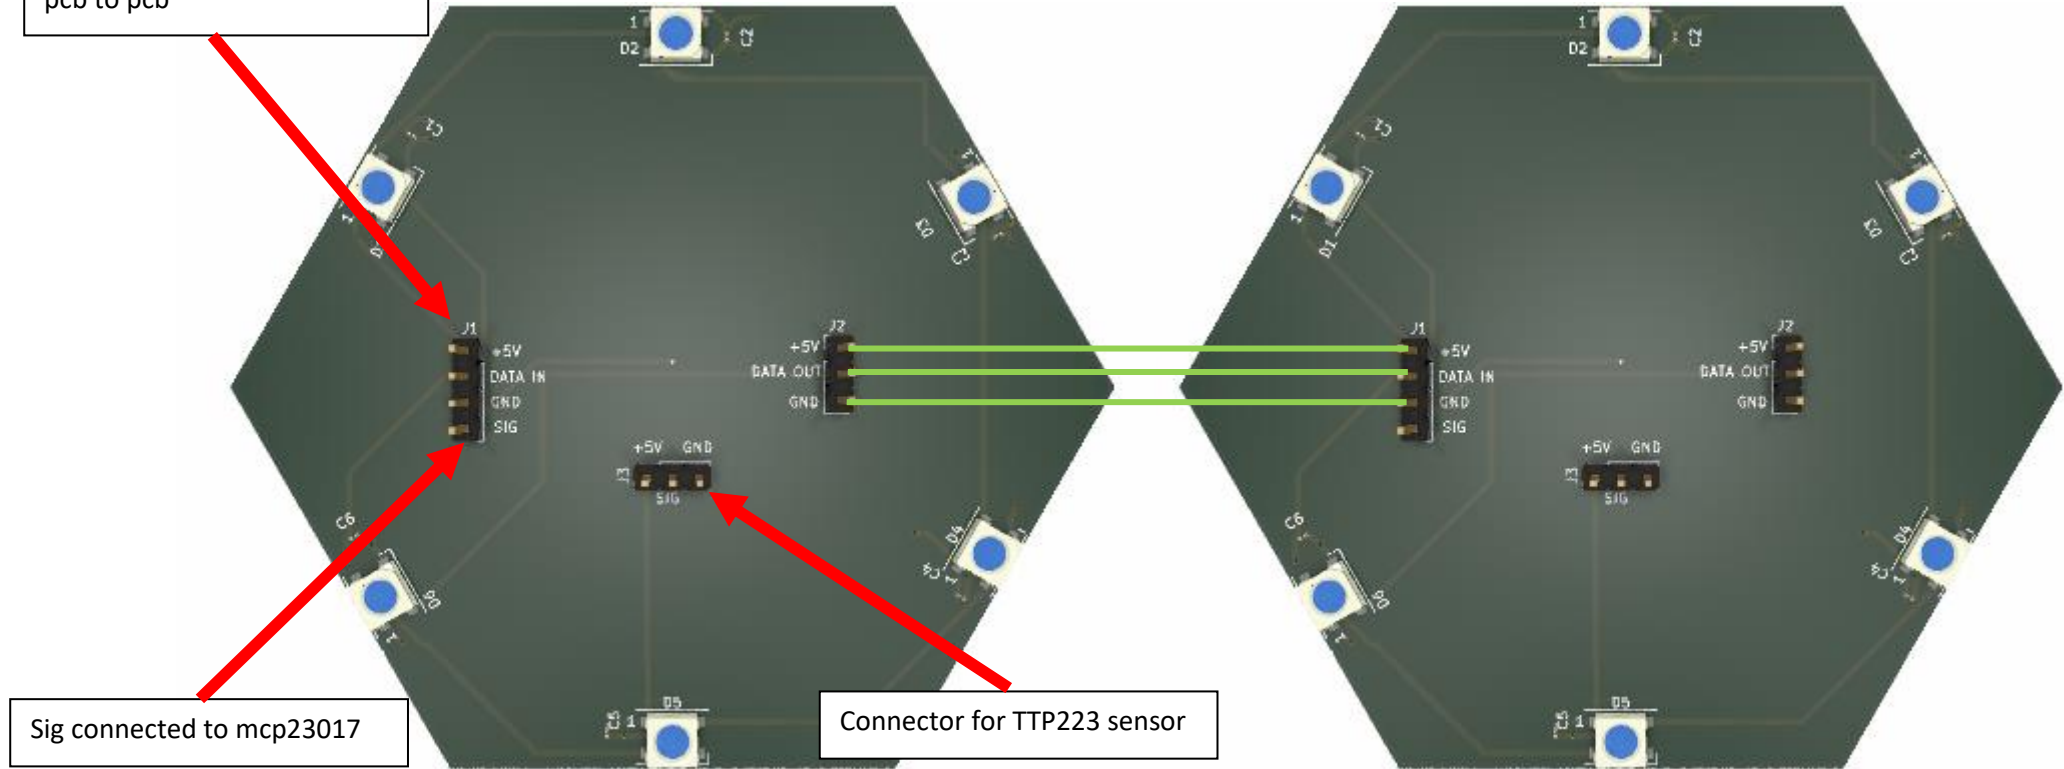 pcb to pcb
1
D2
C2
1
D2
C2
C1
1
D3
C3
1
D1
1
D3
C3
J1
+5V
DATA IN
GND
SIG
J2
+5V
DATA OUT
GND
J1
+5V
DATA IN
GND
SIG
J2
+5V
DATA OUT
GND
+5V GND
J3
SIG
+5V GND
J3
SIG
C6
D6
1
D4
C4
1
C6
D6
1
D4
C4
1
D5
C5 1
D5
C5 1
Sig connected to mcp23017
Connector for TTP223 sensor